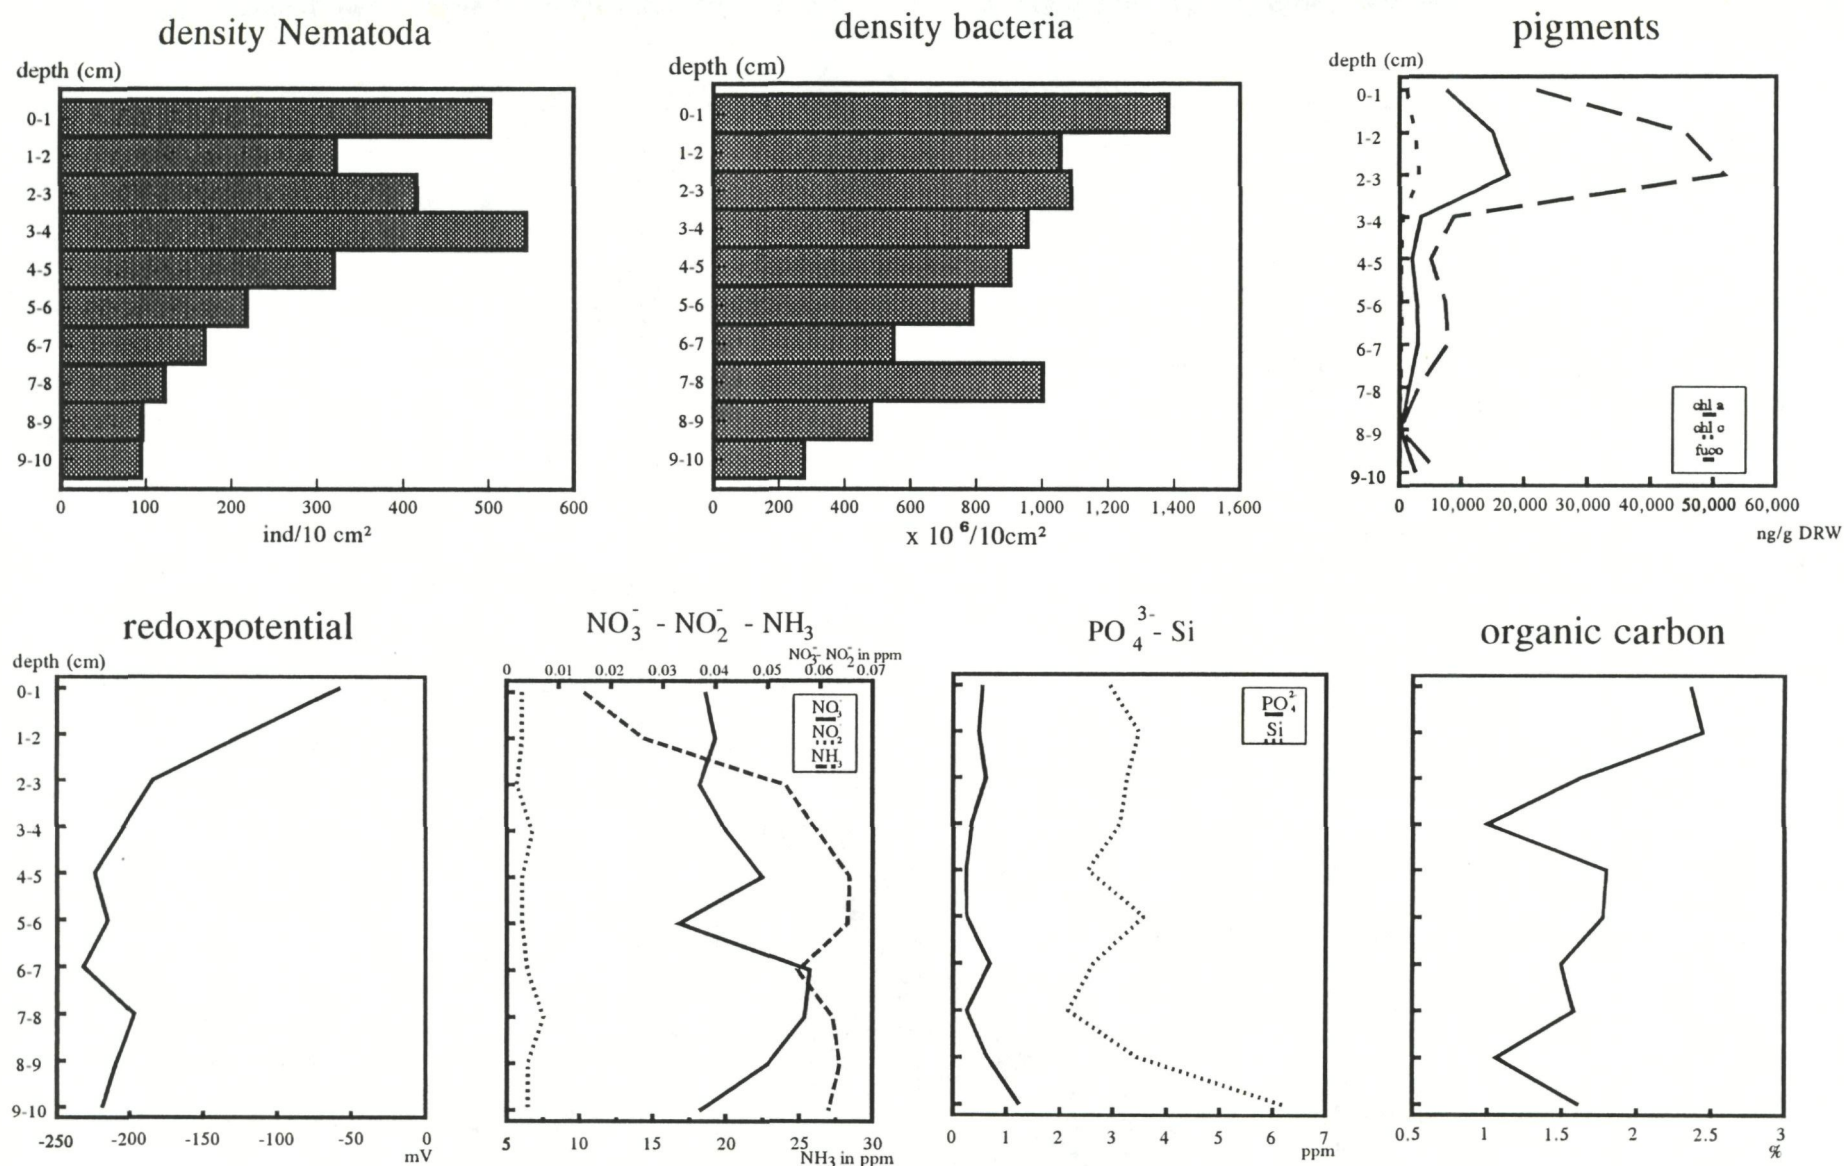 density Nematoda
depth (cm)
0-1
1-2
2-3
3-4
4-5
5-6
6-7
7-8
8-9
9-10
0 100 200 300 400 500 600
ind/10 cm²
density bacteria
depth (cm)
0-1
1-2
2-3
3-4
4-5
5-6
6-7
7-8
8-9
9-10
0 200 400 600 800 1,000 1,200 1,400 1,600
x 10⁶/10cm²
pigments
depth (cm)
0-1
1-2
2-3
3-4
4-5
5-6
6-7
7-8
8-9
9-10
chl a
chl c
fuco
0 10,000 20,000 30,000 40,000 50,000 60,000
ng/g DRW
redoxpotential
depth (cm)
0-1
1-2
2-3
3-4
4-5
5-6
6-7
7-8
8-9
9-10
-250 -200 -150 -100 -50 0
mV
NO₃⁻ - NO₂⁻ - NH₃
NO₃⁻ NO₂⁻ in ppm
0 0.01 0.02 0.03 0.04 0.05 0.06 0.07
NO₃⁻
NO₂⁻
NH₃
5 10 15 20 25 30
NH₃ in ppm
PO₄³⁻ - Si
PO₄²⁻
Si
0 1 2 3 4 5 6 7
ppm
organic carbon
0.5 1 1.5 2 2.5 3
%